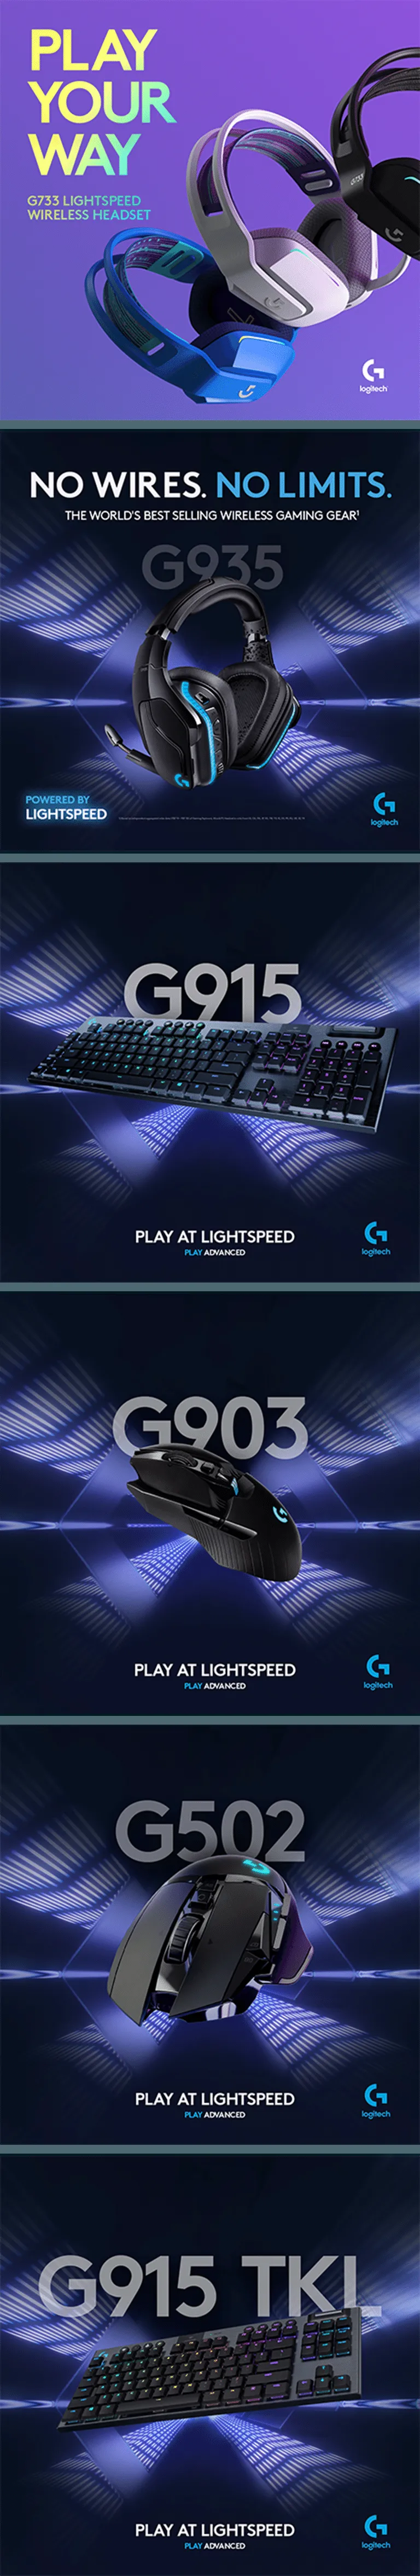 PLAY
YOUR
WAY
G733 LIGHTSPEED
WIRELESS HEADSET
G733
logitech
NO WIRES. NO LIMITS.
THE WORLD'S BEST SELLING WIRELESS GAMING GEAR¹
G935
POWERED BY
LIGHTSPEED
logitech
G915
PLAY AT LIGHTSPEED
PLAY ADVANCED
logitech
G903
PLAY AT LIGHTSPEED
PLAY ADVANCED
logitech
G502
PLAY AT LIGHTSPEED
PLAY ADVANCED
logitech
G915 TKL
PLAY AT LIGHTSPEED
PLAY ADVANCED
logitech